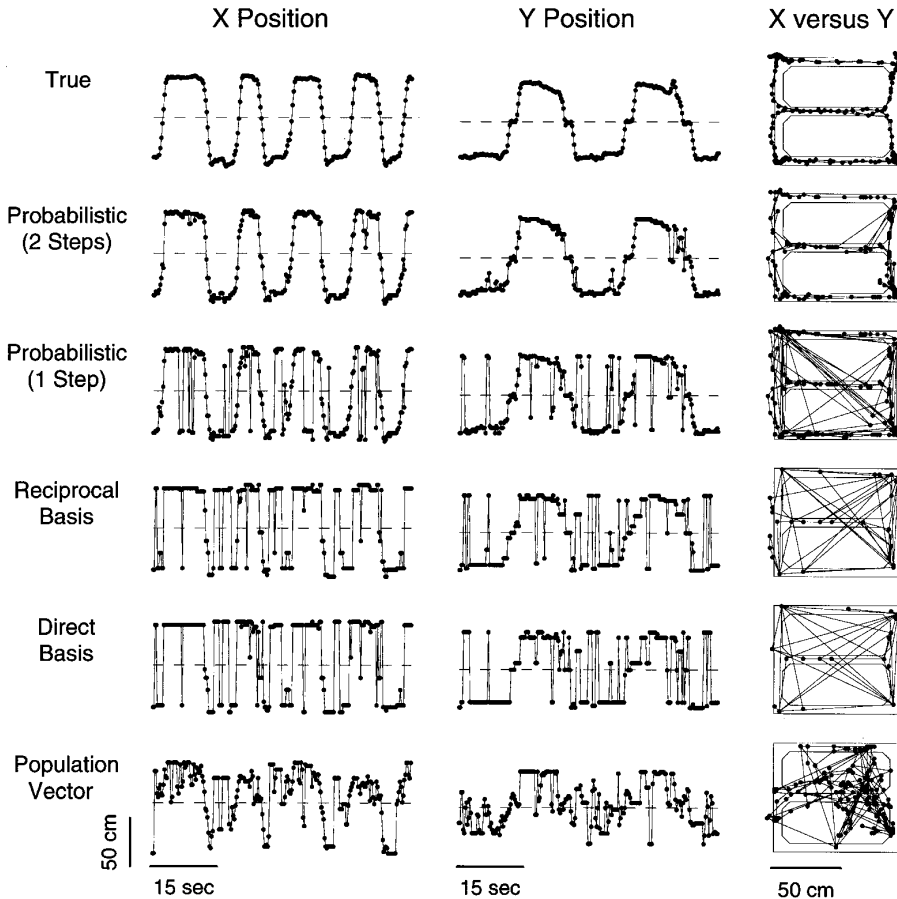 X Position
Y Position
X versus Y
True
Probabilistic
(2 Steps)
Probabilistic
(1 Step)
Reciprocal
Basis
Direct
Basis
Population
Vector
50 cm
15 sec
15 sec
50 cm